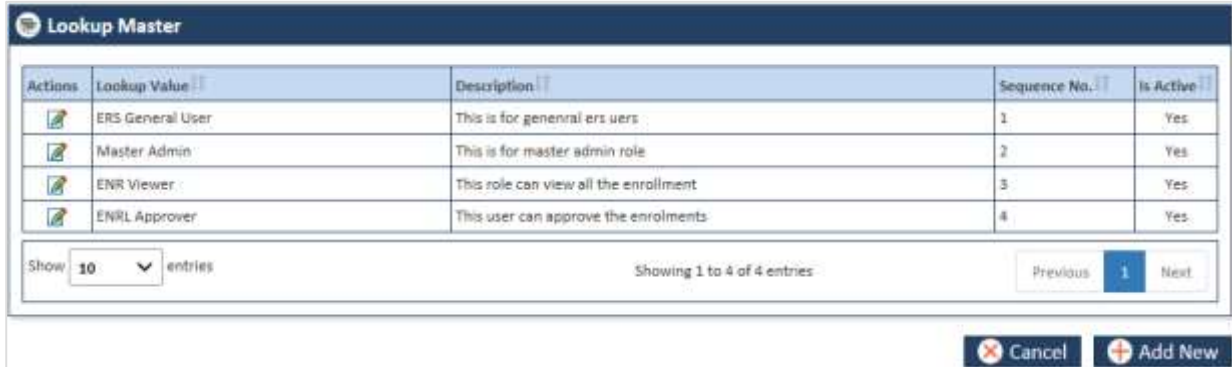 Lookup Master
Actions Lookup Value Description Sequence No. Is Active
ERS General User This is for genenral ers uers 1 Yes
Master Admin This is for master admin role 2 Yes
ENR Viewer This role can view all the enrollment 3 Yes
ENRL Approver This user can approve the enrolments 4 Yes
Show 10 entries Showing 1 to 4 of 4 entries Previous 1 Next
Cancel Add New